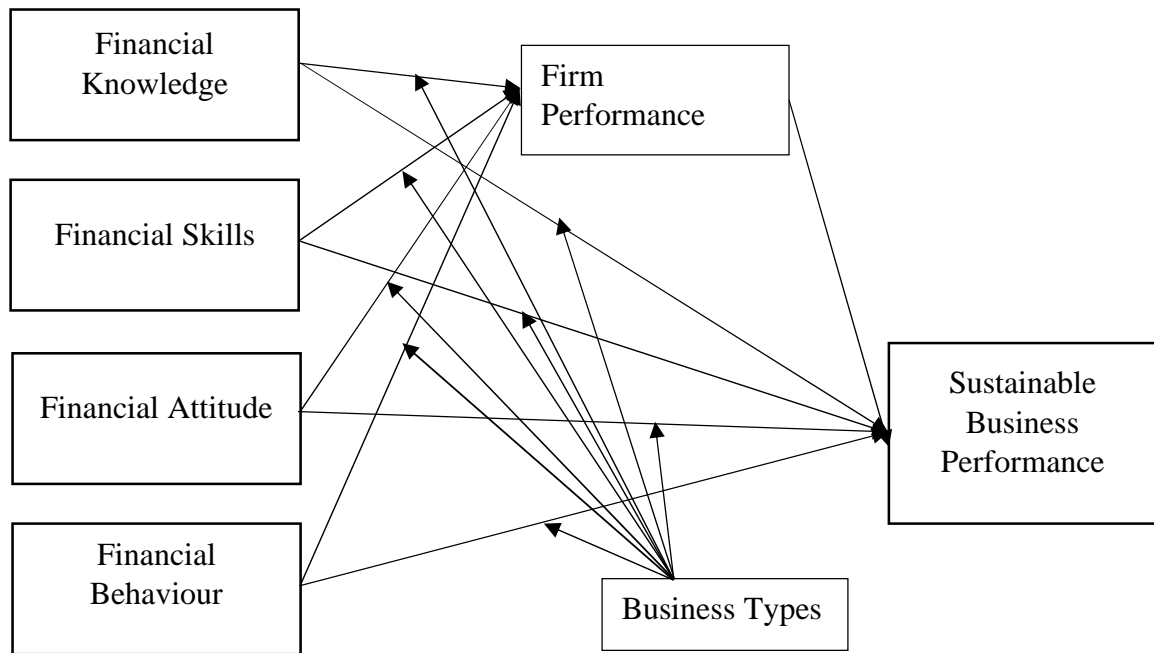 Financial
Knowledge
Firm
Performance
Financial Skills
Financial Attitude
Sustainable
Business
Performance
Financial
Behaviour
Business Types